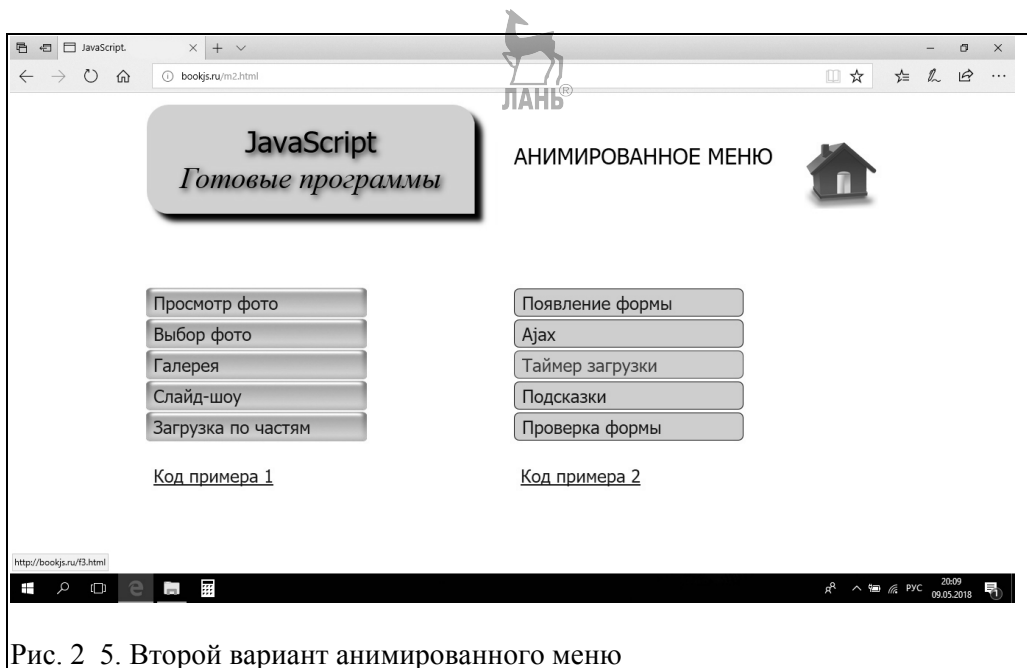 JavaScript.
bookjs.ru/m2.html
ЛАНЬ®
JavaScript
Готовые программы
АНИМИРОВАННОЕ МЕНЮ
Просмотр фото
Выбор фото
Галерея
Слайд-шоу
Загрузка по частям
Код примера 1
Появление формы
Ajax
Таймер загрузки
Подсказки
Проверка формы
Код примера 2
http://bookjs.ru/f3.html
РУС
20:09
09.05.2018
1
Рис. 2 5. Второй вариант анимированного меню